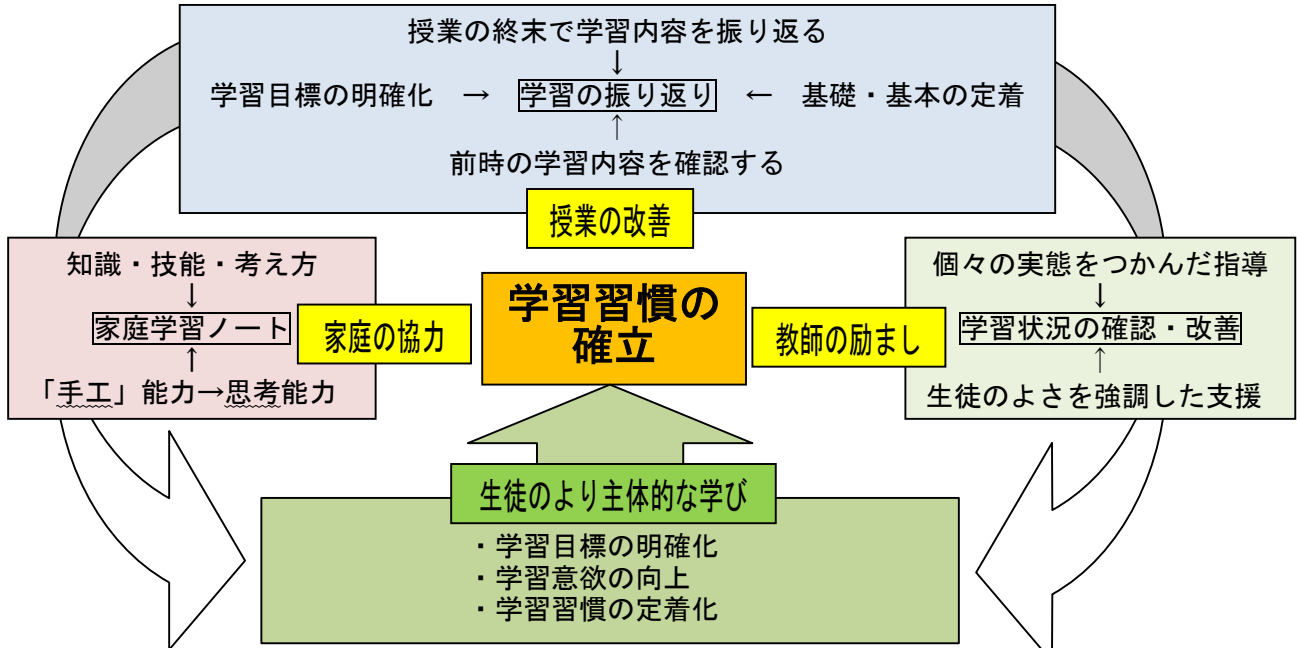 授業の終末で学習内容を振り返る
↓
学習目標の明確化 → 学習の振り返り ← 基礎・基本の定着
↑
前時の学習内容を確認する
授業の改善
知識・技能・考え方
↓
家庭学習ノート
↑
「手工」能力→思考能力
家庭の協力
学習習慣の
確立
教師の励まし
個々の実態をつかんだ指導
↓
学習状況の確認・改善
↑
生徒のよさを強調した支援
生徒のより主体的な学び
・学習目標の明確化
・学習意欲の向上
・学習習慣の定着化